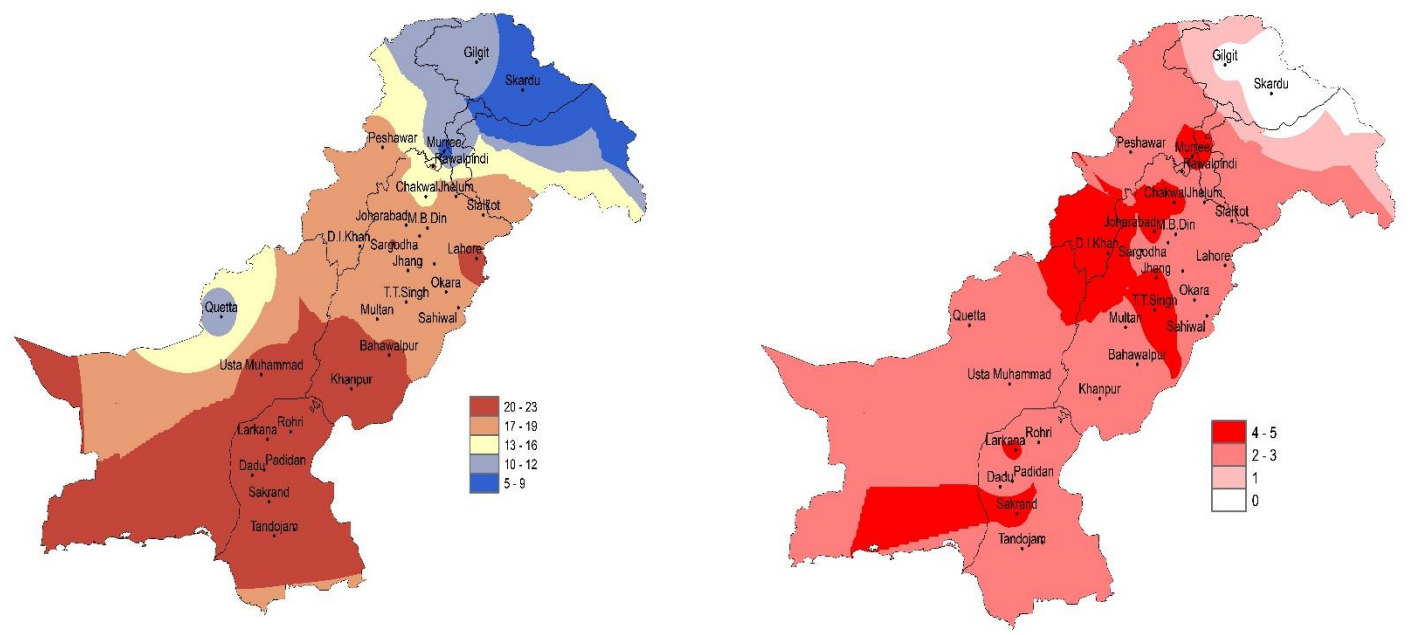 Gilgit
Skardu
Peshawar
Murree
Rawalpindi
Chakwal
Jhelum
Sialkot
Joharabad
M.B.Din
D.I.Khan
Sargodha
Lahore
Jhang
Okara
T.T.Singh
Quetta
Multan
Sahiwal
Bahawalpur
Usta Muhammad
Khanpur
Larkana
Rohri
Dadu
Padidan
Sakrand
Tandojam
20 - 23
17 - 19
13 - 16
10 - 12
5 - 9
Gilgit
Skardu
Peshawar
Murree
Rawalpindi
Chakwal
Jhelum
Sialkot
Joharabad
M.B.Din
D.I.Khan
Sargodha
Lahore
Jhang
Okara
T.T.Singh
Quetta
Multan
Sahiwal
Bahawalpur
Usta Muhammad
Khanpur
Larkana
Rohri
Dadu
Padidan
Sakrand
Tandojam
4 - 5
2 - 3
1
0